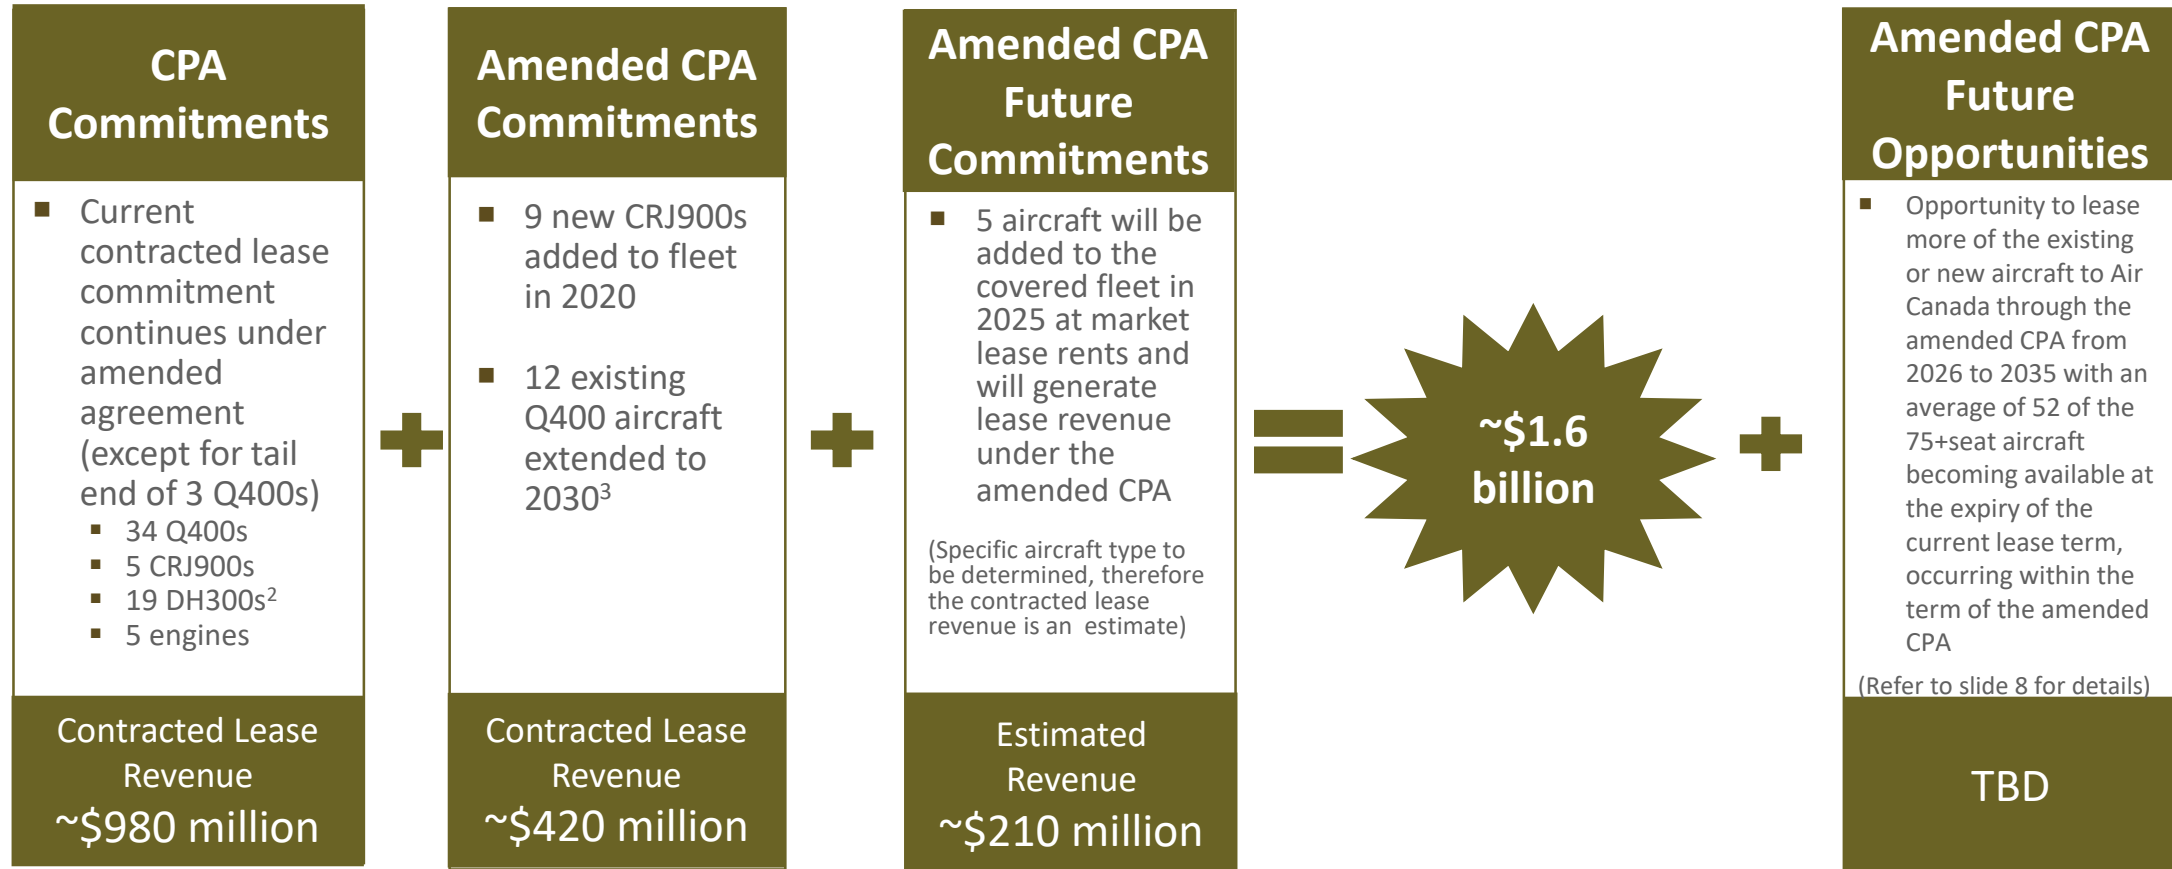 CPA
Commitments
■ Current
contracted lease
commitment
continues under
amended
agreement
(except for tail
end of 3 Q400s)
■ 34 Q400s
■ 5 CRJ900s
■ 19 DH300s²
■ 5 engines
Contracted Lease
Revenue
~$980 million
Amended CPA
Commitments
■ 9 new CRJ900s
added to fleet
in 2020
■ 12 existing
Q400 aircraft
extended to
2030³
Contracted Lease
Revenue
~$420 million
Amended CPA
Future
Commitments
■ 5 aircraft will be
added to the
covered fleet in
2025 at market
lease rents and
will generate
lease revenue
under the
amended CPA
(Specific aircraft type to
be determined, therefore
the contracted lease
revenue is an estimate)
Estimated
Revenue
~$210 million
~$1.6
billion
Amended CPA
Future
Opportunities
■ Opportunity to lease
more of the existing
or new aircraft to Air
Canada through the
amended CPA from
2026 to 2035 with an
average of 52 of the
75+seat aircraft
becoming available at
the expiry of the
current lease term,
occurring within the
term of the amended
CPA
(Refer to slide 8 for details)
TBD